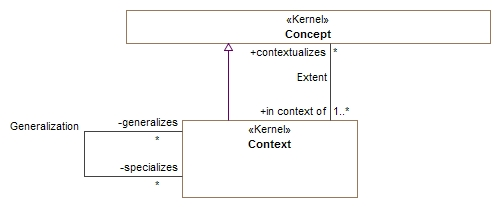 «Kernel»
Concept
+contextualizes *
Extent
+in context of 1..*
Generalization
-generalizes
*
-specializes
*
«Kernel»
Context